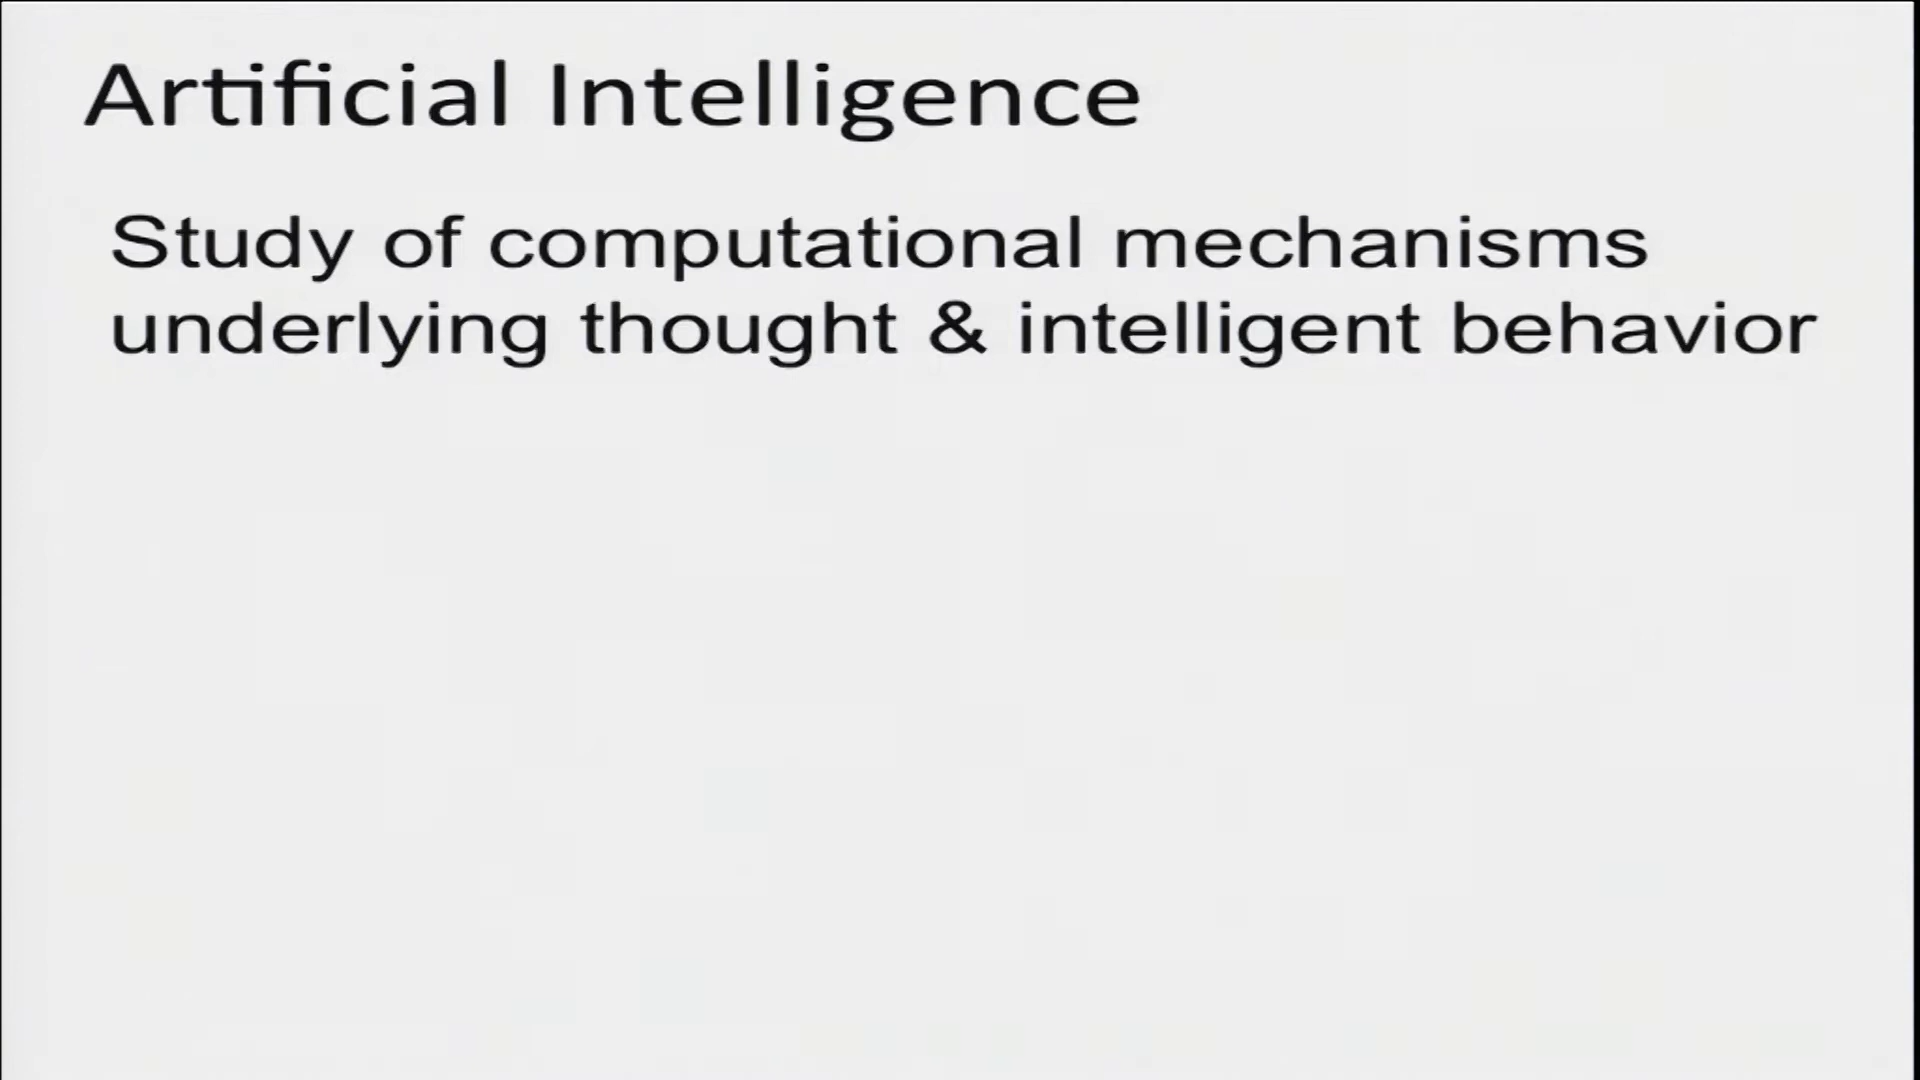 Artificial Intelligence
Study of computational mechanisms
underlying thought & intelligent behavior